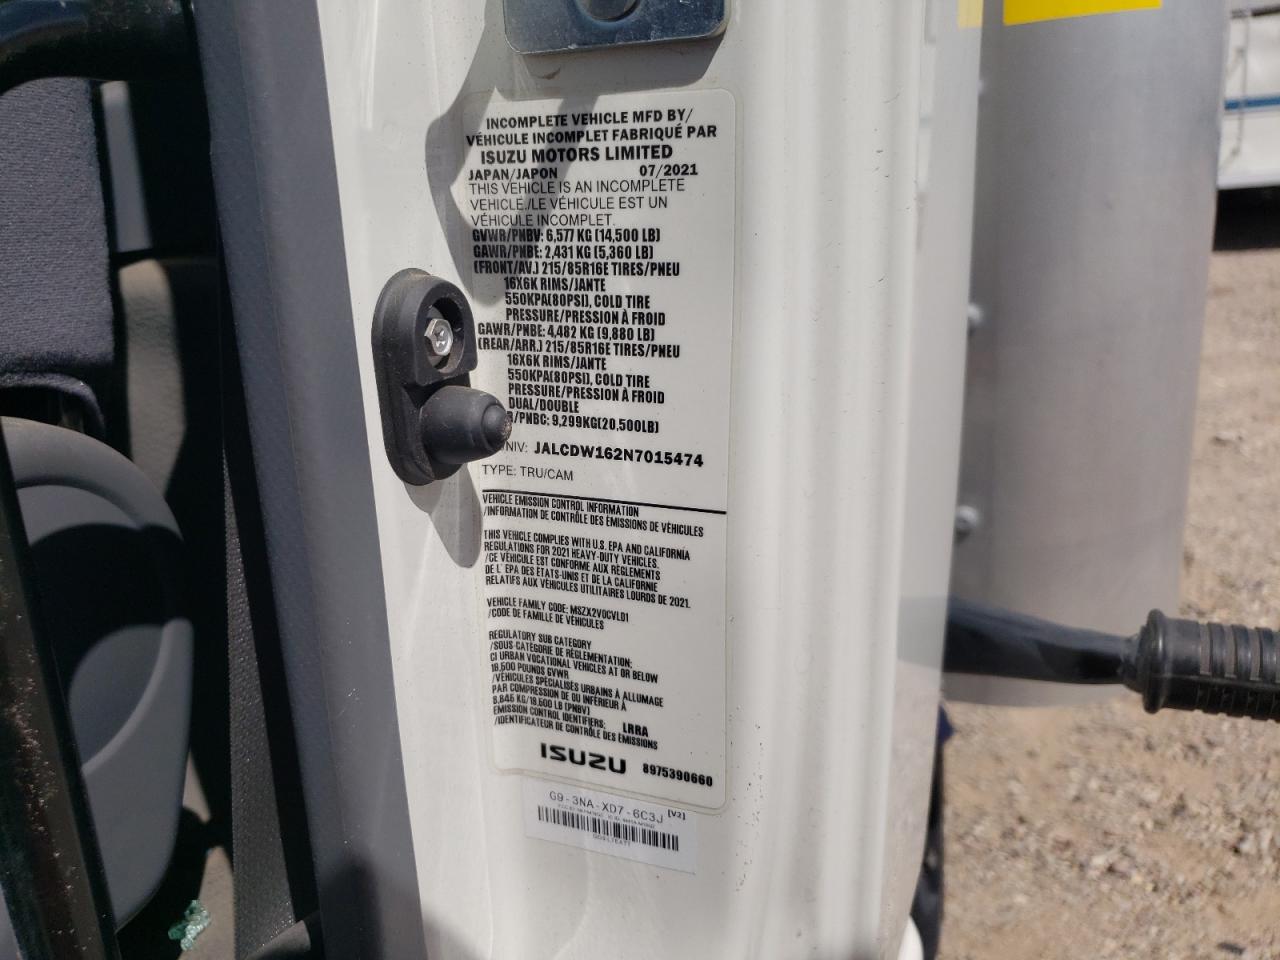 INCOMPLETE VEHICLE MFD BY/
VÉHICULE INCOMPLET FABRIQUÉ PAR
ISUZU MOTORS LIMITED
JAPAN/JAPON 07/2021
THIS VEHICLE IS AN INCOMPLETE
VEHICLE./LE VÉHICULE EST UN
VÉHICULE INCOMPLET.
GVWR/PNBV: 6,577 KG (14,500 LB)
GAWR/PNBE: 2,431 KG (5,360 LB)
(FRONT/AV.) 215/85R16E TIRES/PNEU
16X6K RIMS/JANTE
550KPA(80PSI), COLD TIRE
PRESSURE/PRESSION À FROID
GAWR/PNBE: 4,482 KG (9,880 LB)
(REAR/ARR.) 215/85R16E TIRES/PNEU
16X6K RIMS/JANTE
550KPA(80PSI), COLD TIRE
PRESSURE/PRESSION À FROID
DUAL/DOUBLE
R/PNBC: 9,299KG(20,500LB)
NIV: JALCDW162N7015474
TYPE: TRU/CAM
VEHICLE EMISSION CONTROL INFORMATION
/INFORMATION DE CONTRÔLE DES ÉMISSIONS DE VÉHICULES
THIS VEHICLE COMPLIES WITH U.S. EPA AND CALIFORNIA
REGULATIONS FOR 2021 HEAVY-DUTY VEHICLES.
/CE VÉHICULE EST CONFORME AUX RÈGLEMENTS
DE L' EPA DES ÉTATS-UNIS ET DE LA CALIFORNIE
RELATIFS AUX VÉHICULES UTILITAIRES LOURDS DE 2021.
VEHICLE FAMILY CODE: MSZX2VOCVL01
/CODE DE FAMILLE DE VÉHICULES
REGULATORY SUB CATEGORY
/SOUS-CATÉGORIE DE RÉGLEMENTATION:
CI URBAN VOCATIONAL VEHICLES AT OR BELOW
19,500 POUNDS GVWR
/VÉHICULES SPÉCIALISÉS URBAINS À ALLUMAGE
PAR COMPRESSION DE OU INFÉRIEUR À
8,845 KG/19,500 LB (PNBV)
EMISSION CONTROL IDENTIFIERS: LRRA
/IDENTIFICATEUR DE CONTRÔLE DES ÉMISSIONS
ISUZU 8975390660
G9-3NA-XD7-6C3J [V2]